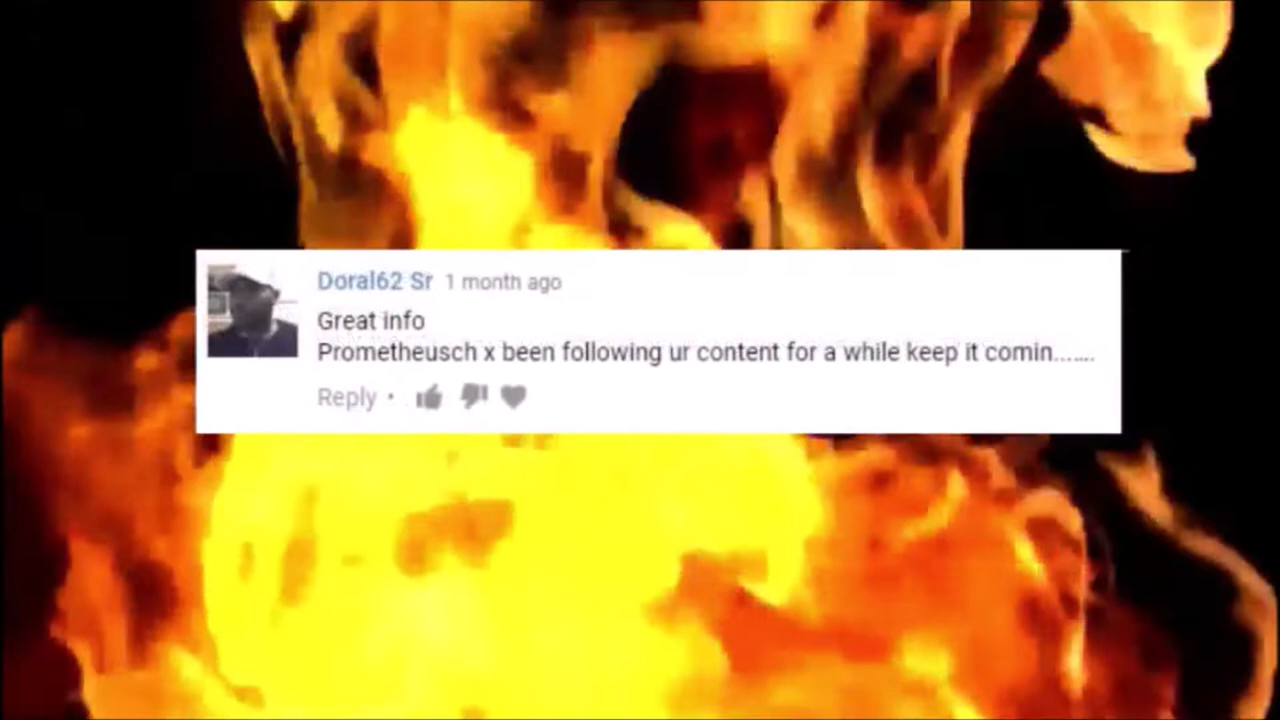 Doral62 Sr 1 month ago
Great info
Prometheusch x been following ur content for a while keep it comin.......
Reply •